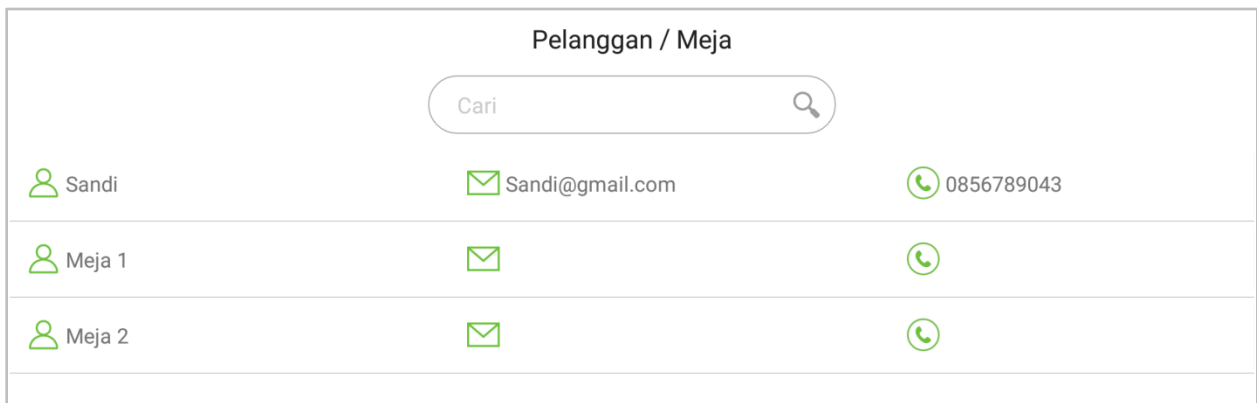 Pelanggan / Meja
Cari
Sandi Sandi@gmail.com 0856789043
Meja 1
Meja 2